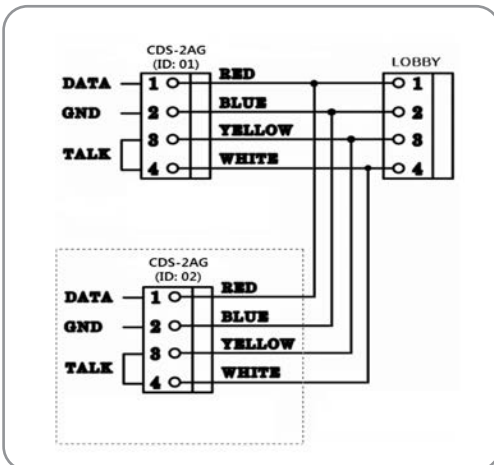 CDS-2AG
(ID: 01)
LOBBY
DATA 1 RED 1
GND 2 BLUE 2
3 YELLOW 3
TALK
4 WHITE 4
CDS-2AG
(ID: 02)
DATA 1 RED
GND 2 BLUE
3 YELLOW
TALK
4 WHITE